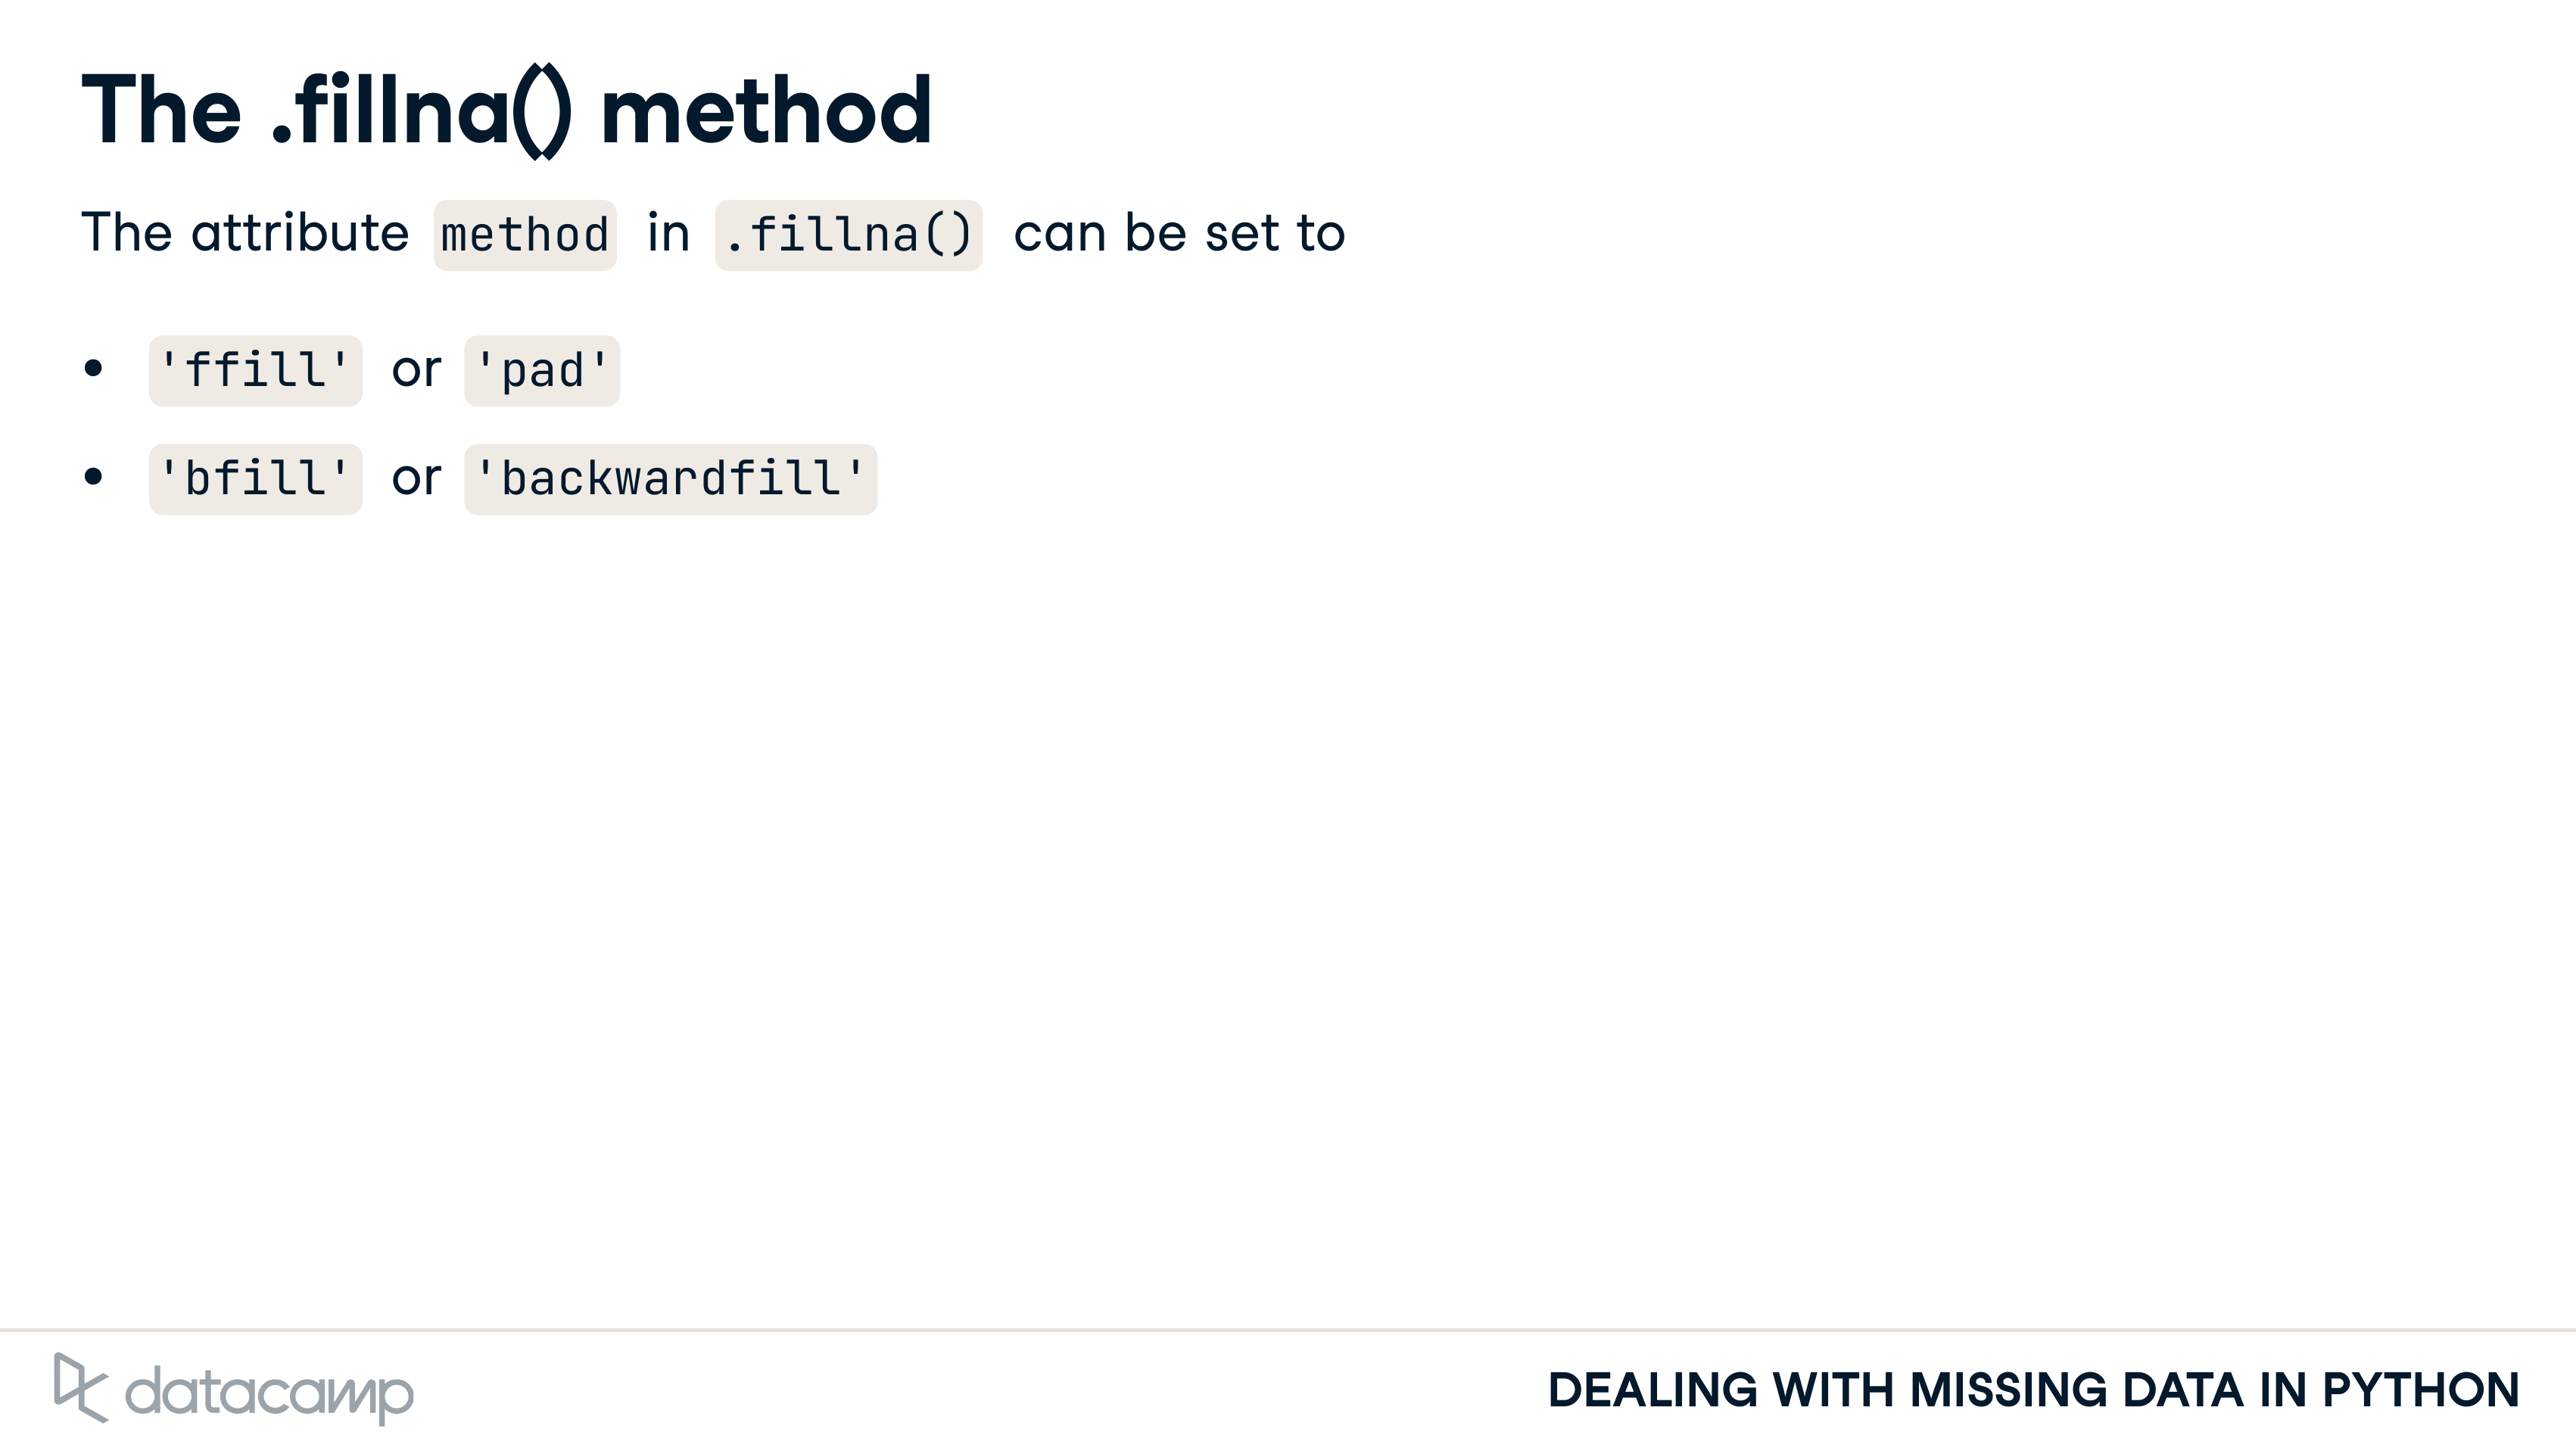 The .fillna() method
The attribute method in .fillna() can be set to
• 'ffill' or 'pad'
• 'bfill' or 'backwardfill'
datacamp
DEALING WITH MISSING DATA IN PYTHON